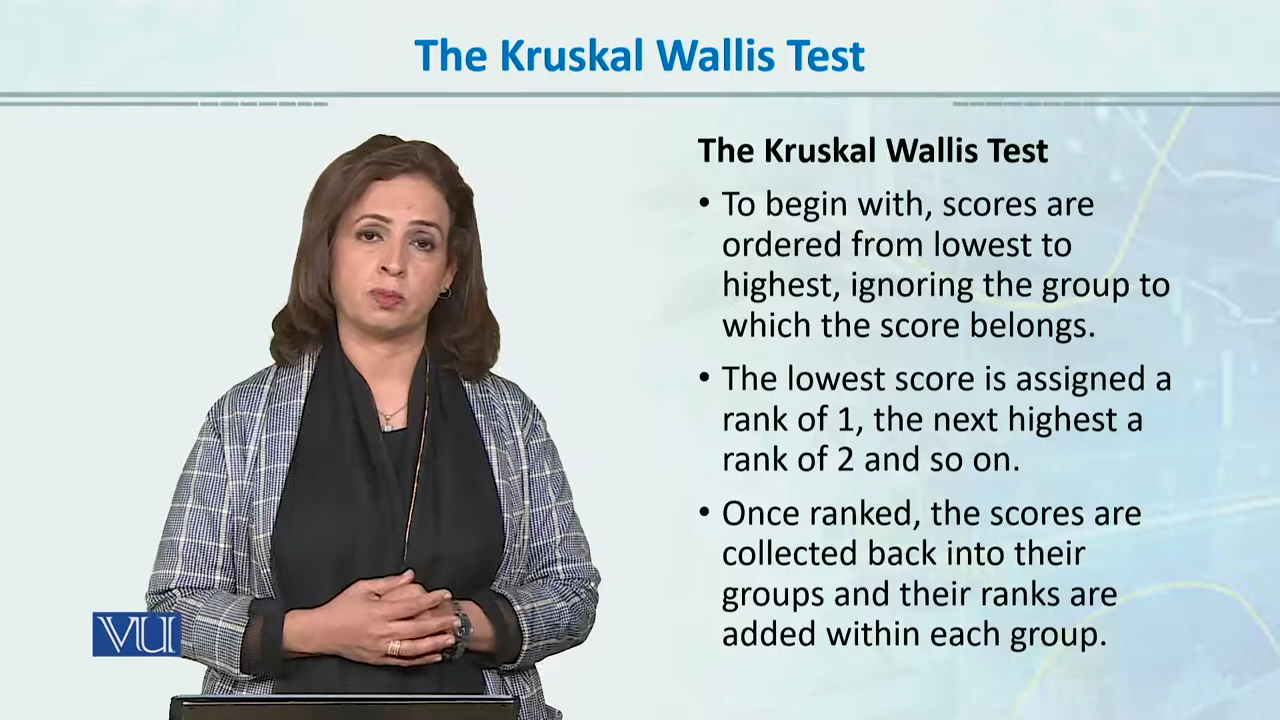 The Kruskal Wallis Test
The Kruskal Wallis Test
• To begin with, scores are
ordered from lowest to
highest, ignoring the group to
which the score belongs.
• The lowest score is assigned a
rank of 1, the next highest a
rank of 2 and so on.
• Once ranked, the scores are
collected back into their
groups and their ranks are
added within each group.
VU